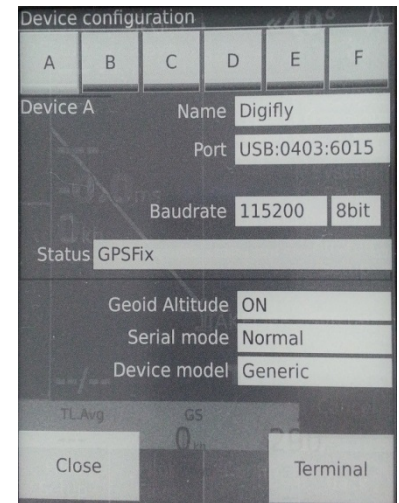 Device configuration
A B C D E F
Device A
Name Digifly
Port USB:0403:6015
Baudrate 115200 8bit
Status GPSFix
Geoid Altitude ON
Serial mode Normal
Device model Generic
TL.Avg GS
Close Terminal